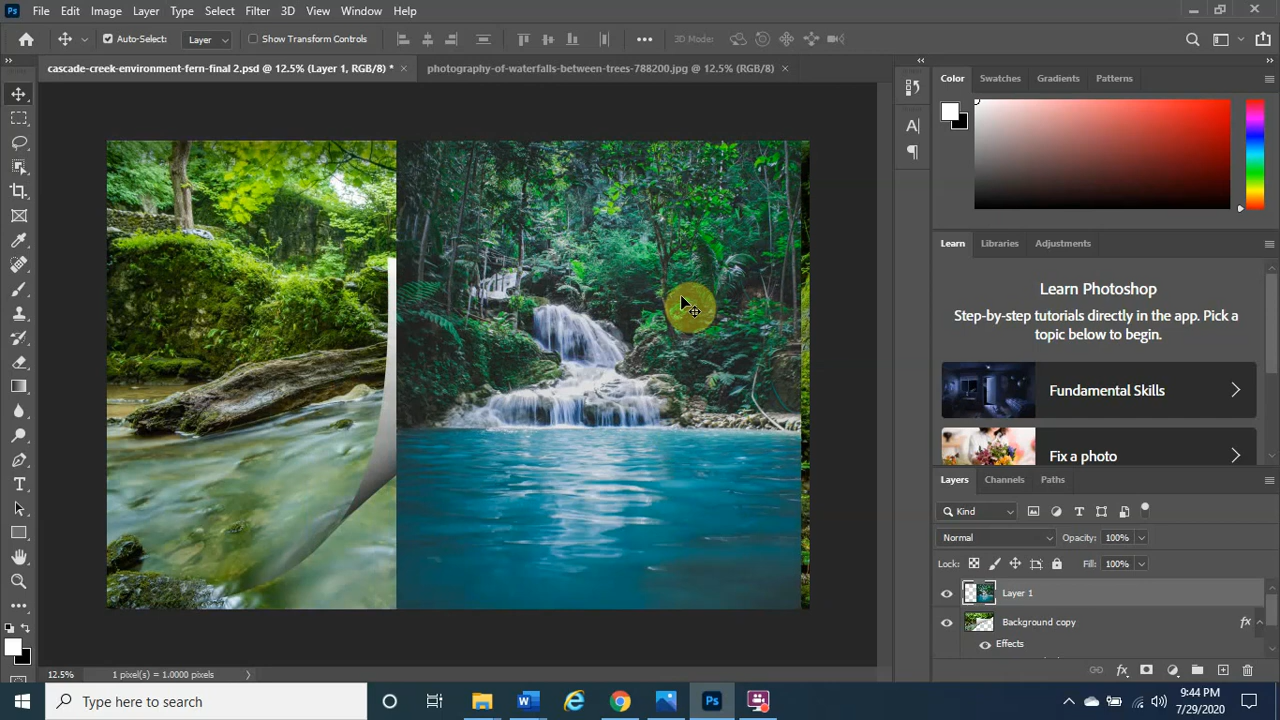 Ps File Edit Image Layer Type Select Filter 3D View Window Help
Auto-Select: Layer Show Transform Controls 3D Mode:
cascade-creek-environment-fern-final 2.psd @ 12.5% (Layer 1, RGB/8) * photography-of-waterfalls-between-trees-788200.jpg @ 12.5% (RGB/8)
Color Swatches Gradients Patterns
Learn Libraries Adjustments
Learn Photoshop
Step-by-step tutorials directly in the app. Pick a
topic below to begin.
Fundamental Skills
Fix a photo
Layers Channels Paths
Kind
Normal Opacity: 100%
Lock: Fill: 100%
Layer 1
Background copy fx
Effects
fx
12.5% 1 pixel(s) = 1.0000 pixels
Type here to search
W
Ps
9:44 PM
7/29/2020